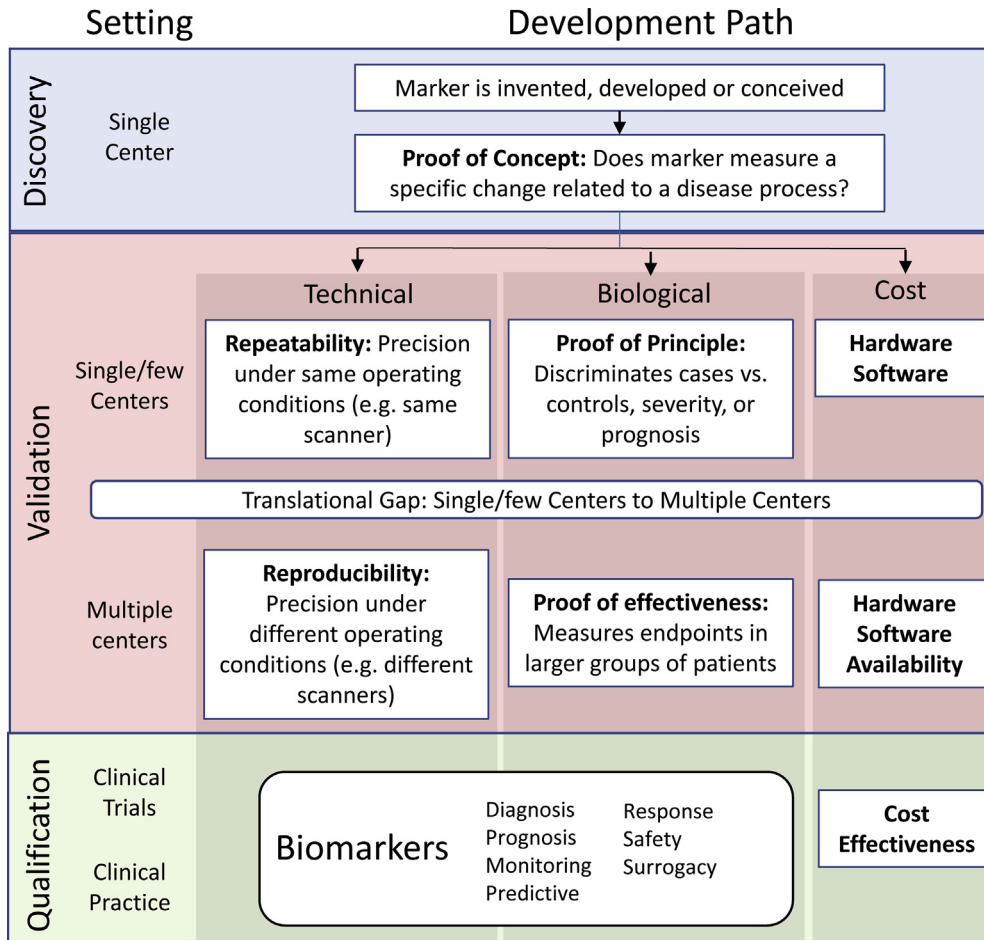 Setting
Development Path
Discovery
Single
Center
Marker is invented, developed or conceived
Proof of Concept: Does marker measure a
specific change related to a disease process?
Validation
Technical
Biological
Cost
Single/few
Centers
Repeatability: Precision
under same operating
conditions (e.g. same
scanner)
Proof of Principle:
Discriminates cases vs.
controls, severity, or
prognosis
Hardware
Software
Translational Gap: Single/few Centers to Multiple Centers
Multiple
centers
Reproducibility:
Precision under
different operating
conditions (e.g. different
scanners)
Proof of effectiveness:
Measures endpoints in
larger groups of patients
Hardware
Software
Availability
Qualification
Clinical
Trials
Clinical
Practice
Biomarkers
Diagnosis
Prognosis
Monitoring
Predictive
Response
Safety
Surrogacy
Cost
Effectiveness